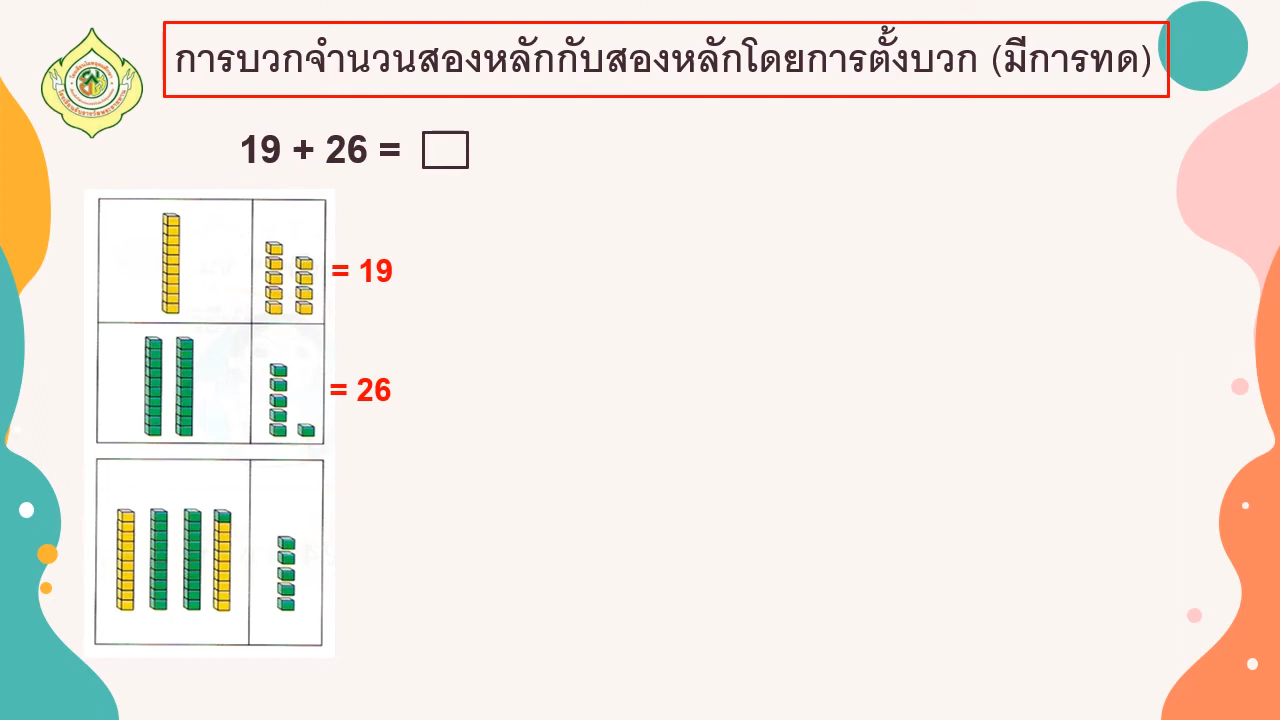 การบวกจำนวนสองหลักกับสองหลักโดยการตั้งบวก (มีการทด)
19 + 26 =
= 19
= 26